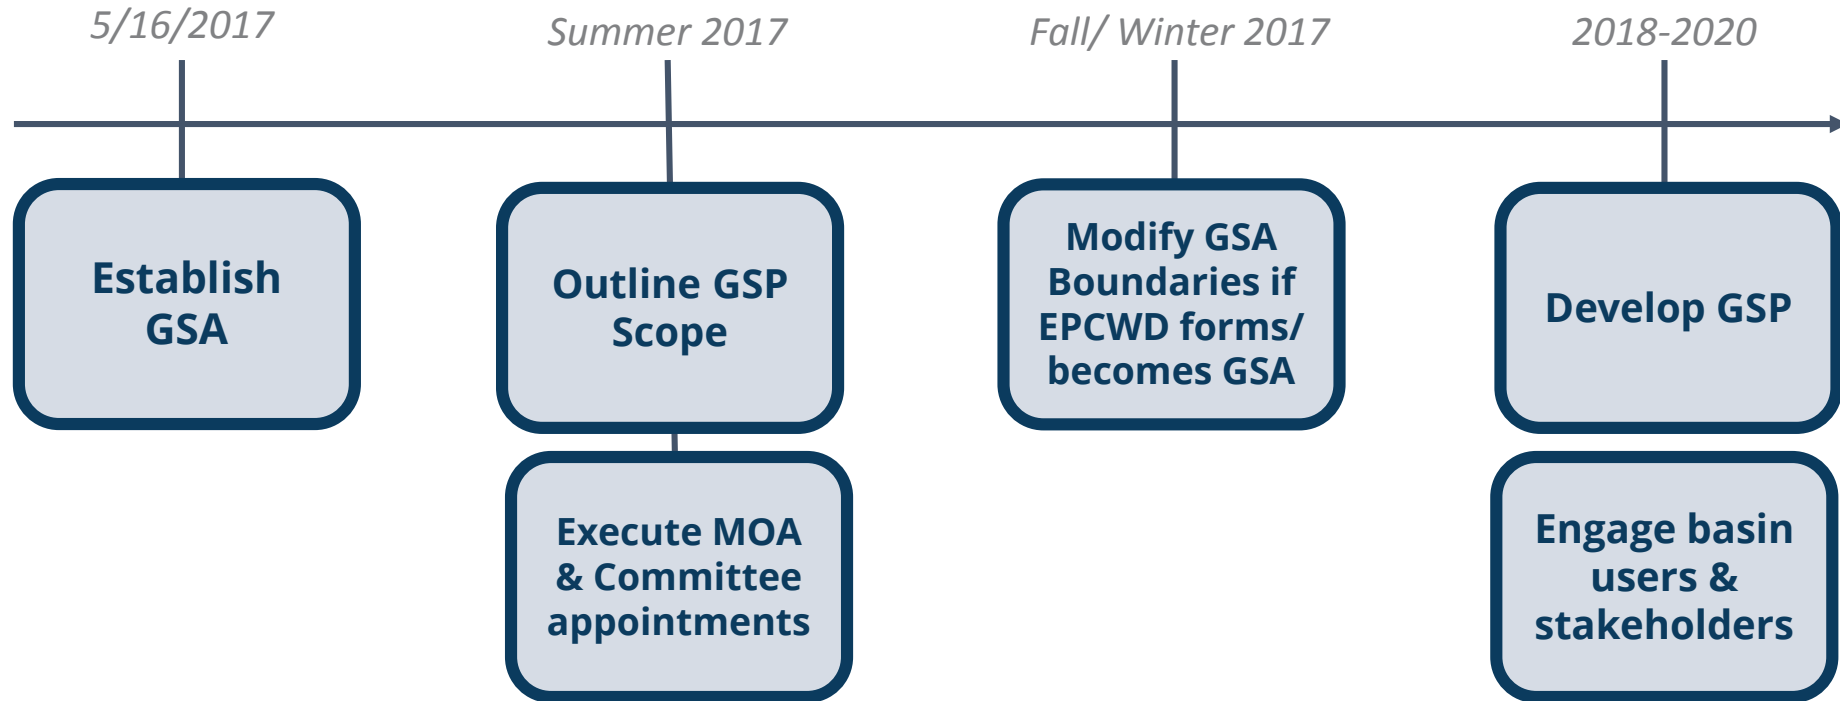 5/16/2017
Summer 2017
Fall/ Winter 2017
2018-2020
Establish
GSA
Outline GSP
Scope
Execute MOA
& Committee
appointments
Modify GSA
Boundaries if
EPCWD forms/
becomes GSA
Develop GSP
Engage basin
users &
stakeholders